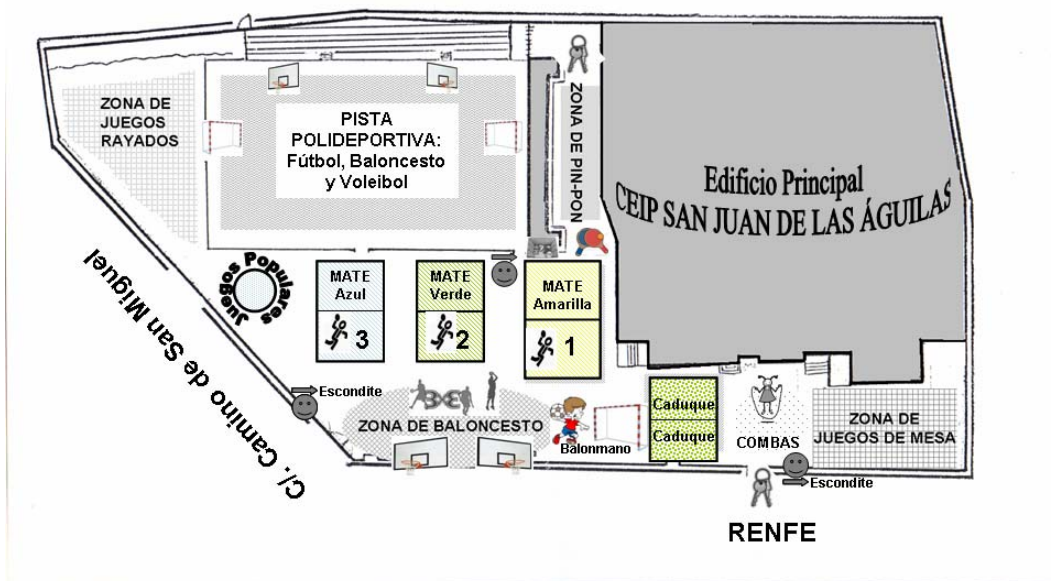 ZONA DE
JUEGOS
RAYADOS
PISTA
POLIDEPORTIVA:
Fútbol, Baloncesto
y Voleibol
ZONA DE PIN-PON
Edificio Principal
CEIP SAN JUAN DE LAS ÁGUILAS
Juegos Populares
MATE
Azul
3
MATE
Verde
2
MATE
Amarilla
1
C/. Camino de San Miguel
Escondite
ZONA DE BALONCESTO
Balonmano
Caduque
Caduque
COMBAS
ZONA DE
JUEGOS DE MESA
Escondite
RENFE